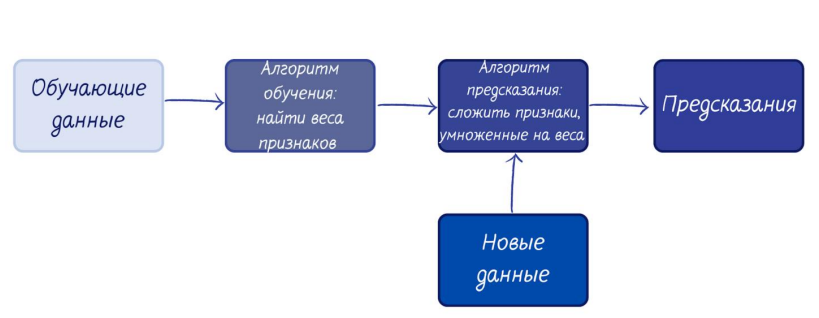 Обучающие
данные
Алгоритм
обучения:
найти веса
признаков
Алгоритм
предсказания:
сложить признаки,
умноженные на веса
Предсказания
Новые
данные